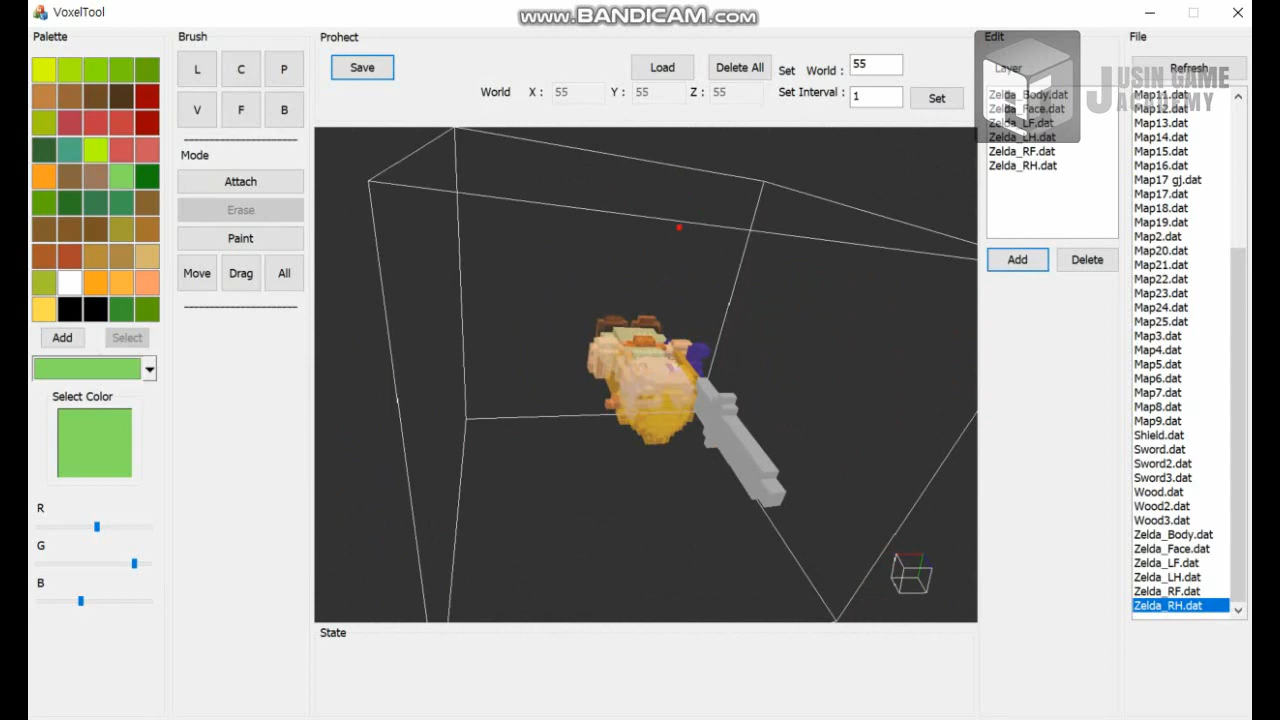 VoxelTool
www.BANDICAM.com
Palette
Brush
Prohect
Edit
File
L
C
P
V
F
B
Save
Load
Delete All
Set World :
55
World
X :
55
Y :
55
Z :
55
Set Interval :
1
Set
Layer
Refresh
JUSIN GAME
ACADEMY
Zelda_Body.dat
Zelda_Face.dat
Zelda_LF.dat
Zelda_LH.dat
Zelda_RF.dat
Zelda_RH.dat
Add
Delete
Map11.dat
Map12.dat
Map13.dat
Map14.dat
Map15.dat
Map16.dat
Map17 gj.dat
Map17.dat
Map18.dat
Map19.dat
Map2.dat
Map20.dat
Map21.dat
Map22.dat
Map23.dat
Map24.dat
Map25.dat
Map3.dat
Map4.dat
Map5.dat
Map6.dat
Map7.dat
Map8.dat
Map9.dat
Shield.dat
Sword.dat
Sword2.dat
Sword3.dat
Wood.dat
Wood2.dat
Wood3.dat
Zelda_Body.dat
Zelda_Face.dat
Zelda_LF.dat
Zelda_LH.dat
Zelda_RF.dat
Zelda_RH.dat
Mode
Attach
Erase
Paint
Move
Drag
All
Add
Select
Select Color
R
G
B
State